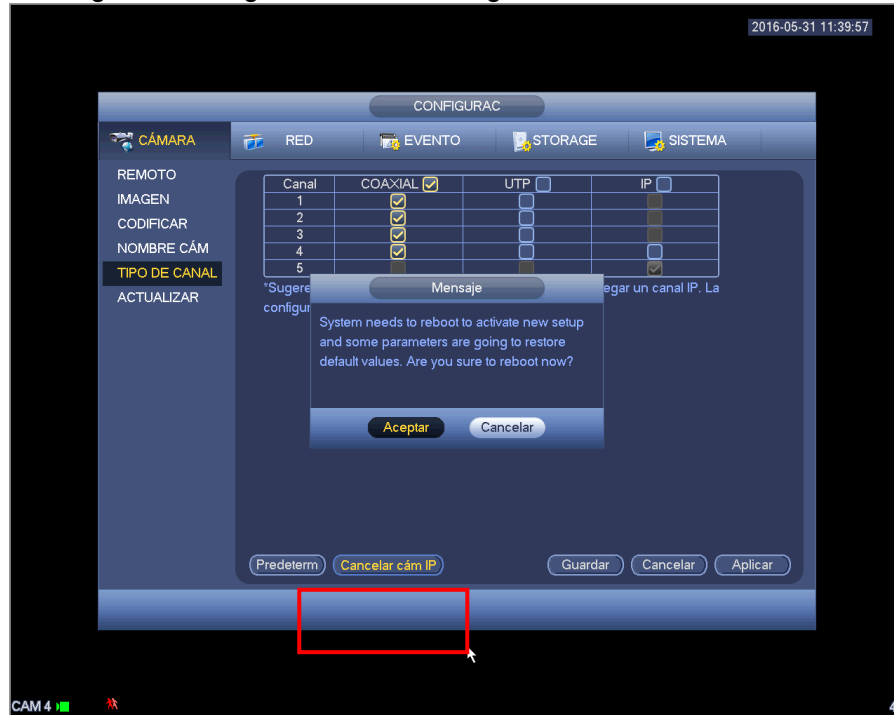 2016-05-31 11:39:57
CONFIGURAC
CÁMARA RED EVENTO STORAGE SISTEMA
REMOTO
IMAGEN
CODIFICAR
NOMBRE CÁM
TIPO DE CANAL
ACTUALIZAR
Canal COAXIAL UTP IP
1
2
3
4
5
*Sugere
egar un canal IP. La
configur
Mensaje
System needs to reboot to activate new setup
and some parameters are going to restore
default values. Are you sure to reboot now?
Aceptar Cancelar
Predeterm Cancelar cám IP Guardar Cancelar Aplicar
CAM 4